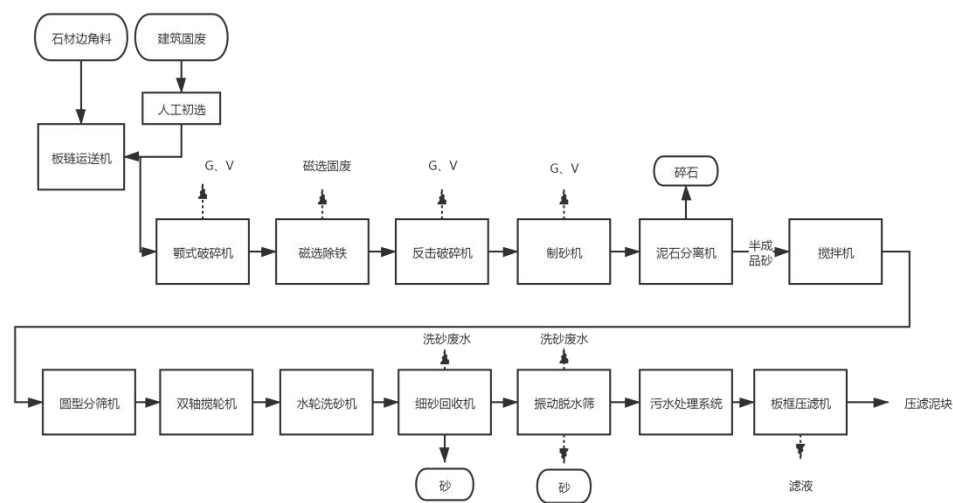 石材边角料
建筑固废
人工初选
板链运送机
G、V
磁选固废
G、V
G、V
碎石
颚式破碎机
磁选除铁
反击破碎机
制砂机
泥石分离机
半成
品砂
搅拌机
洗砂废水
洗砂废水
圆型分筛机
双轴搅轮机
水轮洗砂机
细砂回收机
振动脱水筛
污水处理系统
板框压滤机
压滤泥块
砂
砂
滤液